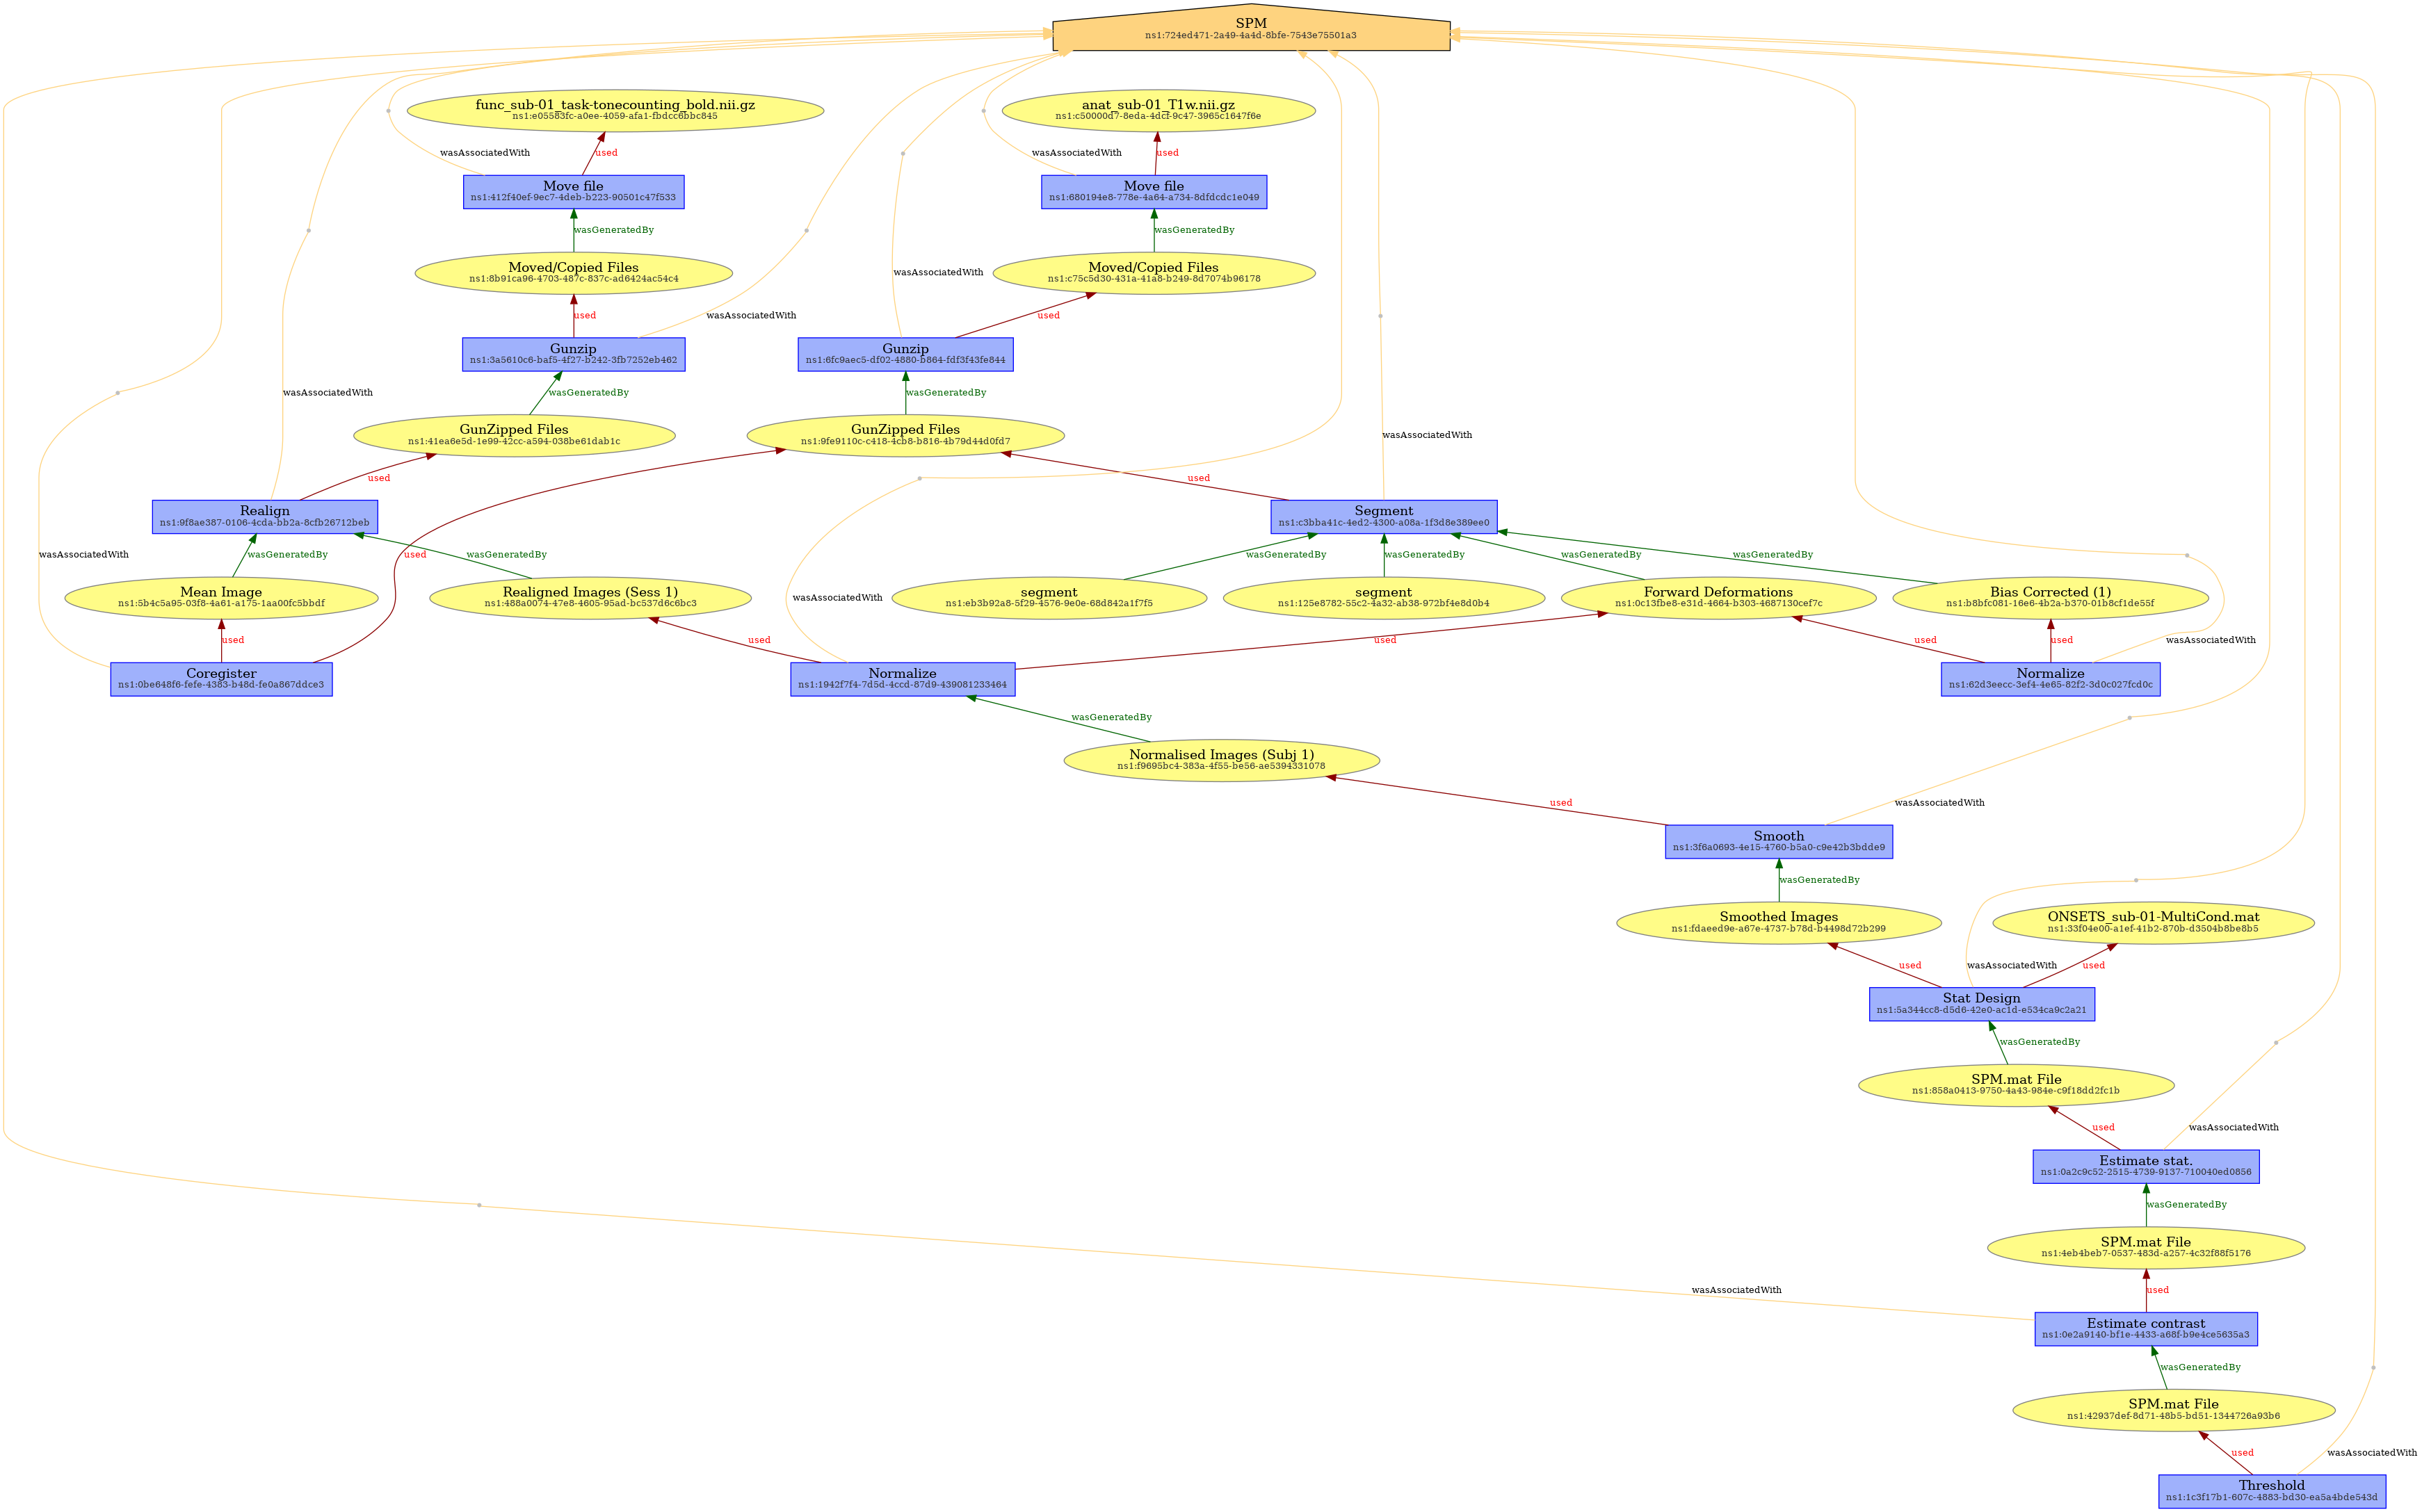 SPM
ns1:724ed471-2a49-4a4d-8bfe-7543e75501a3
func_sub-01_task-tonecounting_bold.nii.gz
ns1:e05583fc-a0ee-4059-afa1-fbdcc6bbc845
anat_sub-01_T1w.nii.gz
ns1:c50000d7-8eda-4dcf-9c47-3965c1647f6e
wasAssociatedWith
used
wasAssociatedWith
used
Move file
ns1:412f40ef-9ec7-4deb-b223-90501c47f533
Move file
ns1:680194e8-778e-4a64-a734-8dfdcdc1e049
wasGeneratedBy
wasGeneratedBy
Moved/Copied Files
ns1:8b91ca96-4703-487c-837c-ad6424ac54c4
wasAssociatedWith
Moved/Copied Files
ns1:c75c5d30-431a-41a8-b249-8d7074b96178
used
wasAssociatedWith
used
Gunzip
ns1:3a5610c6-baf5-4f27-b242-3fb7252eb462
Gunzip
ns1:6fc9aec5-df02-4880-b864-fdf3f43fe844
wasAssociatedWith
wasGeneratedBy
wasGeneratedBy
GunZipped Files
ns1:41ea6e5d-1e99-42cc-a594-038be61dab1c
GunZipped Files
ns1:9fe9110c-c418-4cb8-b816-4b79d44d0fd7
wasAssociatedWith
used
used
Realign
ns1:9f8ae387-0106-4cda-bb2a-8cfb26712beb
Segment
ns1:c3bba41c-4ed2-4300-a08a-1f3d8e389ee0
wasAssociatedWith
wasGeneratedBy
used
wasGeneratedBy
wasGeneratedBy
wasGeneratedBy
wasGeneratedBy
wasGeneratedBy
Mean Image
ns1:5b4c5a95-03f8-4a61-a175-1aa00fc5bbdf
Realigned Images (Sess 1)
ns1:488a0074-47e8-4605-95ad-bc537d6c6bc3
wasAssociatedWith
segment
ns1:eb3b92a8-5f29-4576-9e0e-68d842a1f7f5
segment
ns1:125e8782-55c2-4a32-ab38-972bf4e8d0b4
Forward Deformations
ns1:0c13fbe8-e31d-4664-b303-4687130cef7c
Bias Corrected (1)
ns1:b8bfc081-16e6-4b2a-b370-01b8cf1de55f
used
used
used
used
used
wasAssociatedWith
Coregister
ns1:0be648f6-fefe-4383-b48d-fe0a867ddce3
Normalize
ns1:1942f7f4-7d5d-4ccd-87d9-439081233464
Normalize
ns1:62d3eecc-3ef4-4e65-82f2-3d0c027fcd0c
wasGeneratedBy
Normalised Images (Subj 1)
ns1:f9695bc4-383a-4f55-be56-ae5394331078
used
wasAssociatedWith
Smooth
ns1:3f6a0693-4e15-4760-b5a0-c9e42b3bdde9
wasGeneratedBy
Smoothed Images
ns1:fdaeed9e-a67e-4737-b78d-b4498d72b299
ONSETS_sub-01-MultiCond.mat
ns1:33f04e00-a1ef-41b2-870b-d3504b8be8b5
used
wasAssociatedWith
used
Stat Design
ns1:5a344cc8-d5d6-42e0-ac1d-e534ca9c2a21
wasGeneratedBy
SPM.mat File
ns1:858a0413-9750-4a43-984e-c9f18dd2fc1b
used
wasAssociatedWith
Estimate stat.
ns1:0a2c9c52-2515-4739-9137-710040ed0856
wasGeneratedBy
SPM.mat File
ns1:4eb4beb7-0537-483d-a257-4c32f88f5176
wasAssociatedWith
used
Estimate contrast
ns1:0e2a9140-bf1e-4433-a68f-b9e4ce5635a3
wasGeneratedBy
SPM.mat File
ns1:42937def-8d71-48b5-bd51-1344726a93b6
used
wasAssociatedWith
Threshold
ns1:1c3f17b1-607c-4883-bd30-ea5a4bde543d